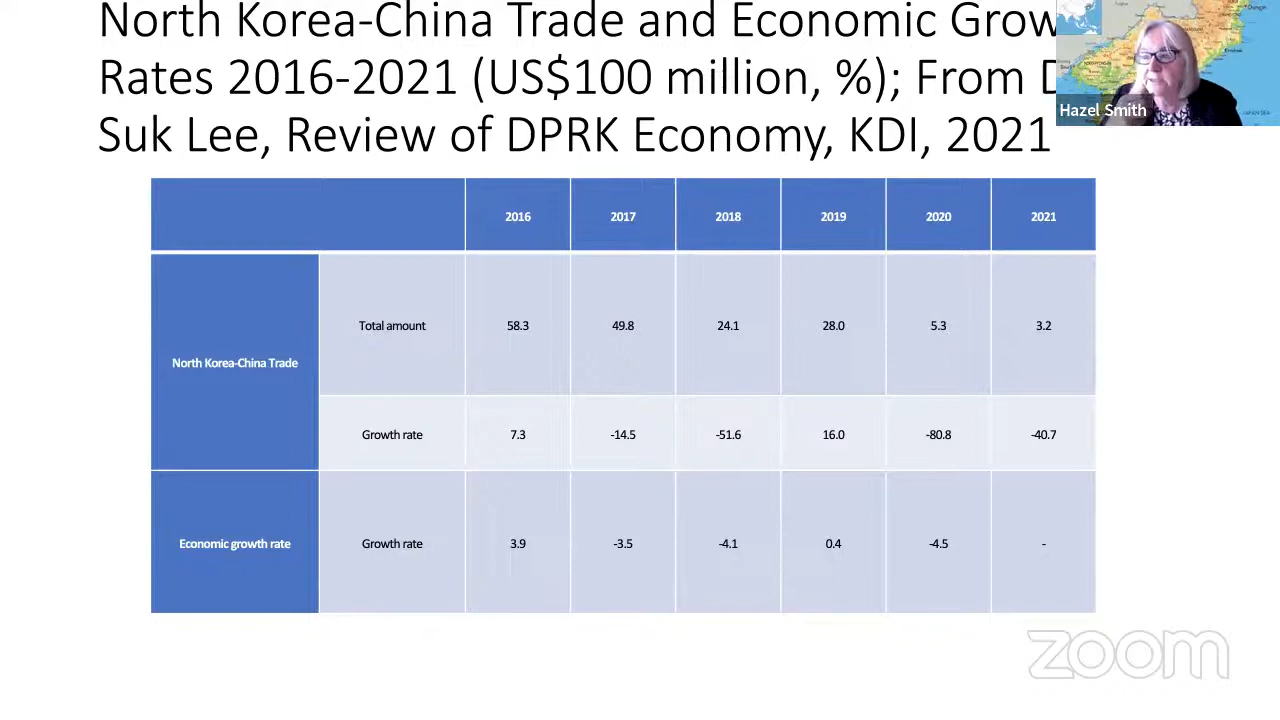 North Korea-China Trade and Economic Grow
Rates 2016-2021 (US$100 million, %); From D
Suk Lee, Review of DPRK Economy, KDI, 2021
Hazel Smith
2016 2017 2018 2019 2020 2021
North Korea-China Trade
Total amount 58.3 49.8 24.1 28.0 5.3 3.2
Growth rate 7.3 -14.5 -51.6 16.0 -80.8 -40.7
Economic growth rate Growth rate 3.9 -3.5 -4.1 0.4 -4.5 -
zoom